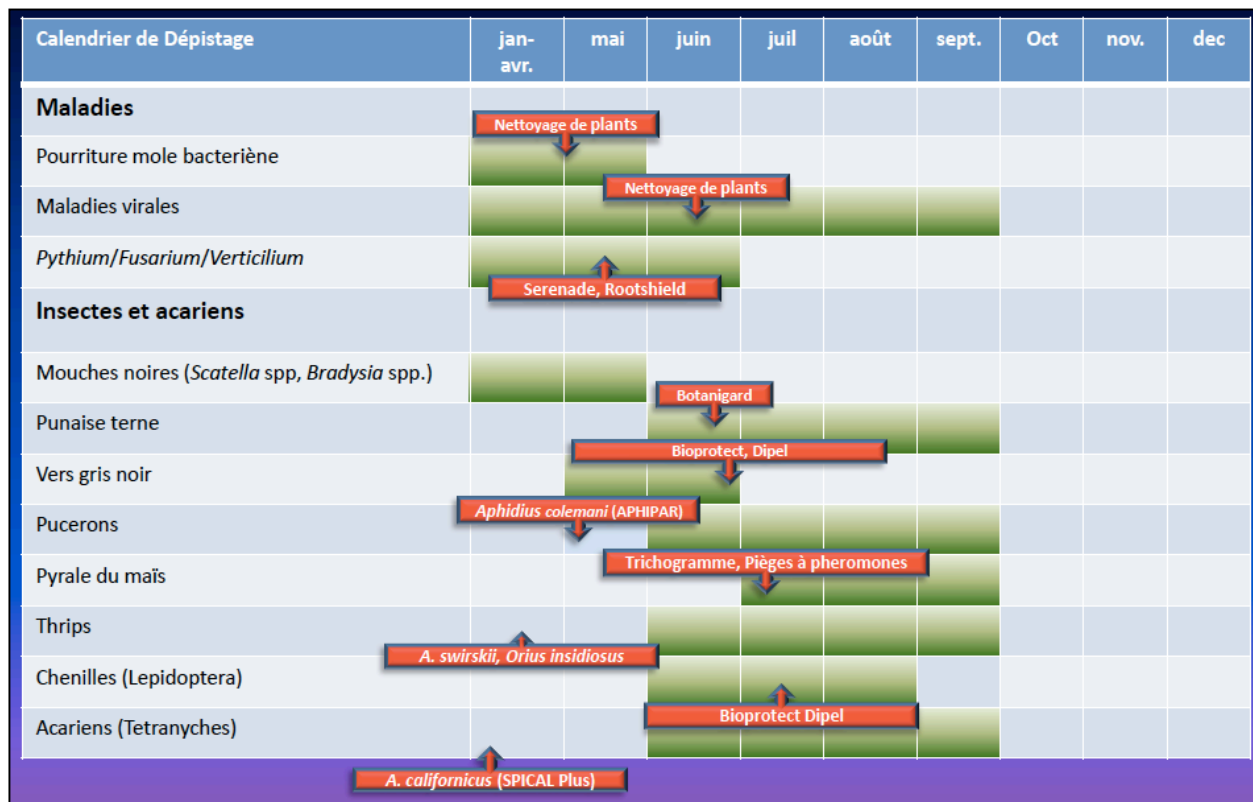 Calendrier de Dépistage jan-avr. mai juin juil août sept. Oct nov. dec
Maladies
Nettoyage de plants
Pourriture mole bacteriène
Nettoyage de plants
Maladies virales
Pythium/Fusarium/Verticilium
Serenade, Rootshield
Insectes et acariens
Mouches noires (Scatella spp, Bradysia spp.)
Botanigard
Punaise terne
Bioprotect, Dipel
Vers gris noir
Aphidius colemani (APHIPAR)
Pucerons
Trichogramme, Pièges à pheromones
Pyrale du maïs
Thrips
A. swirskii, Orius insidiosus
Chenilles (Lepidoptera)
Bioprotect Dipel
Acariens (Tetranyches)
A. californicus (SPICAL Plus)